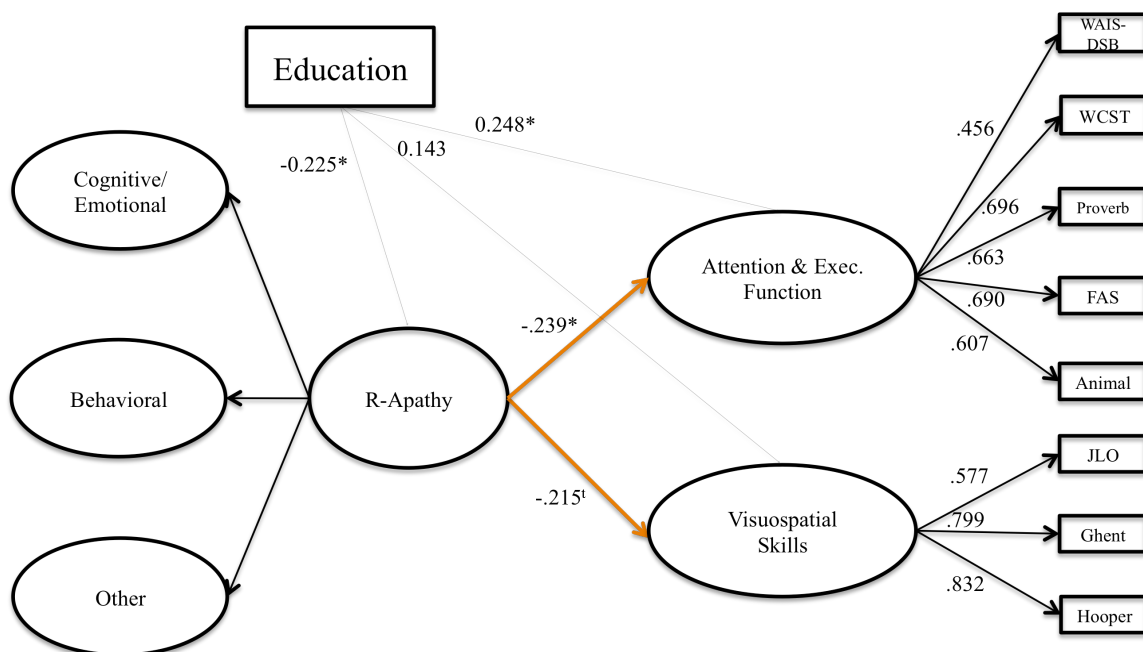 WAIS-
DSB
Education
0.248*
WCST
.456
0.143
-0.225*
Cognitive/
Emotional
.696
Proverb
.663
Attention & Exec.
Function
.690
FAS
-.239*
.607
Animal
Behavioral
R-Apathy
JLO
.577
-.215ᵗ
.799
Visuospatial
Skills
Ghent
.832
Other
Hooper